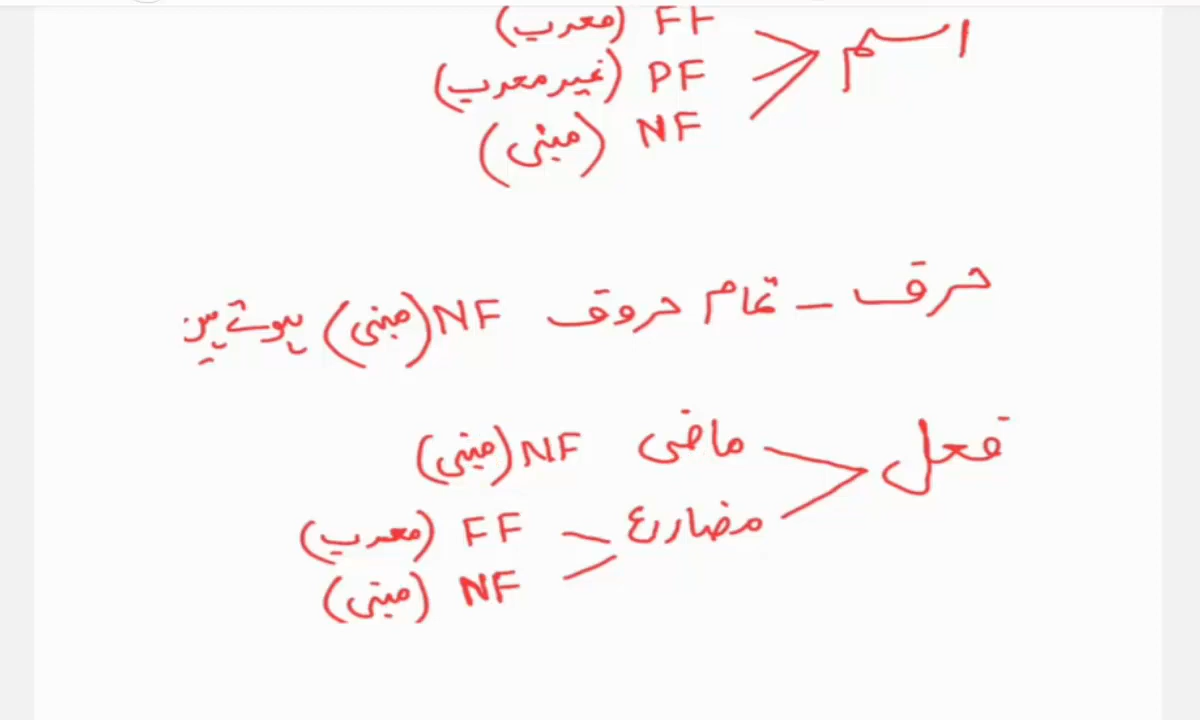 FF (معرب)
اسم PF (غیر معرب)
NF (مبنی)
حرف - تمام حروف NF (مبنی) ہوتے ہیں
فعل ماضی NF (مبنی)
مضارع FF (معرب)
NF (مبنی)